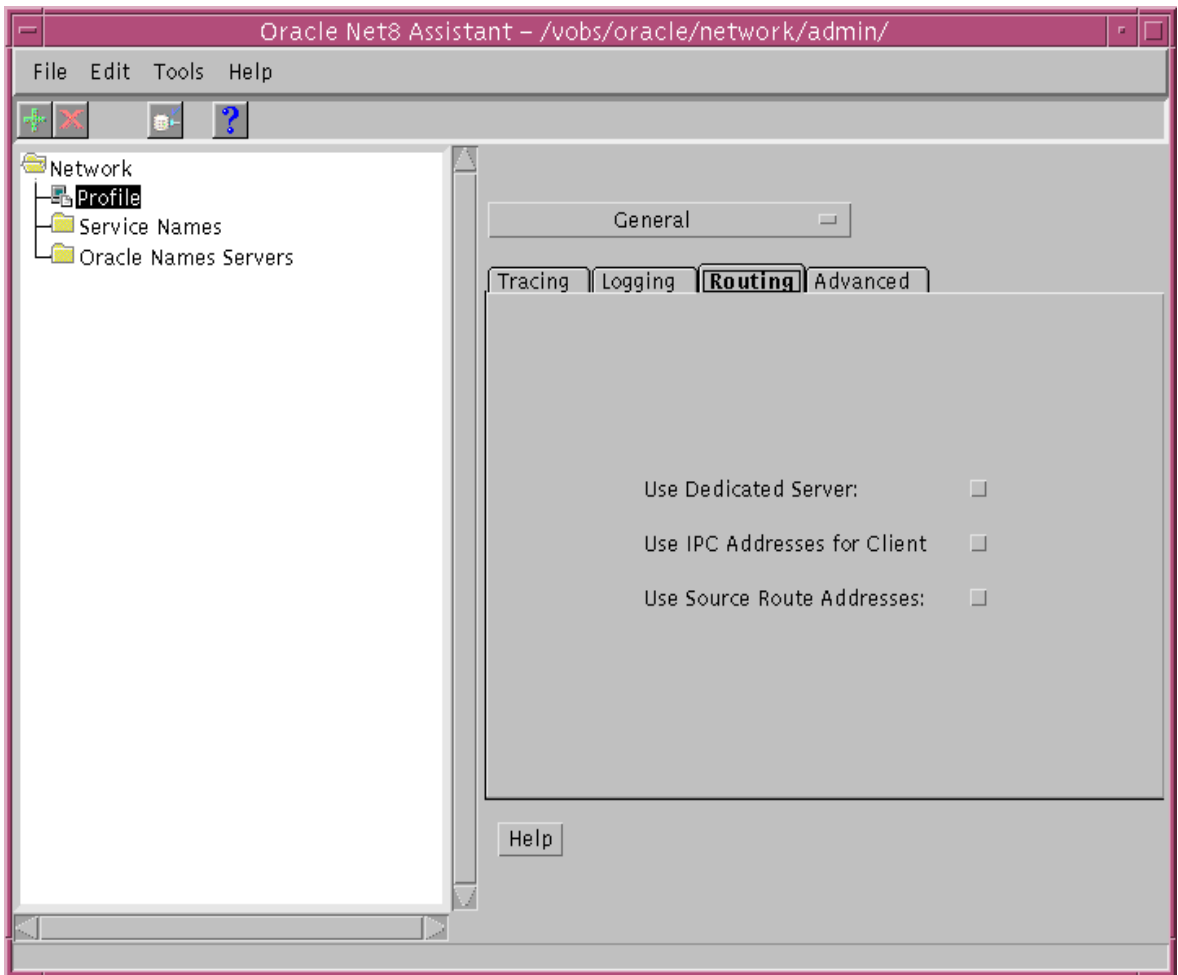 Oracle Net8 Assistant – /vobs/oracle/network/admin/
File Edit Tools Help
?
Network
Profile
Service Names
Oracle Names Servers
General
Tracing Logging Routing Advanced
Use Dedicated Server:
Use IPC Addresses for Client
Use Source Route Addresses:
Help